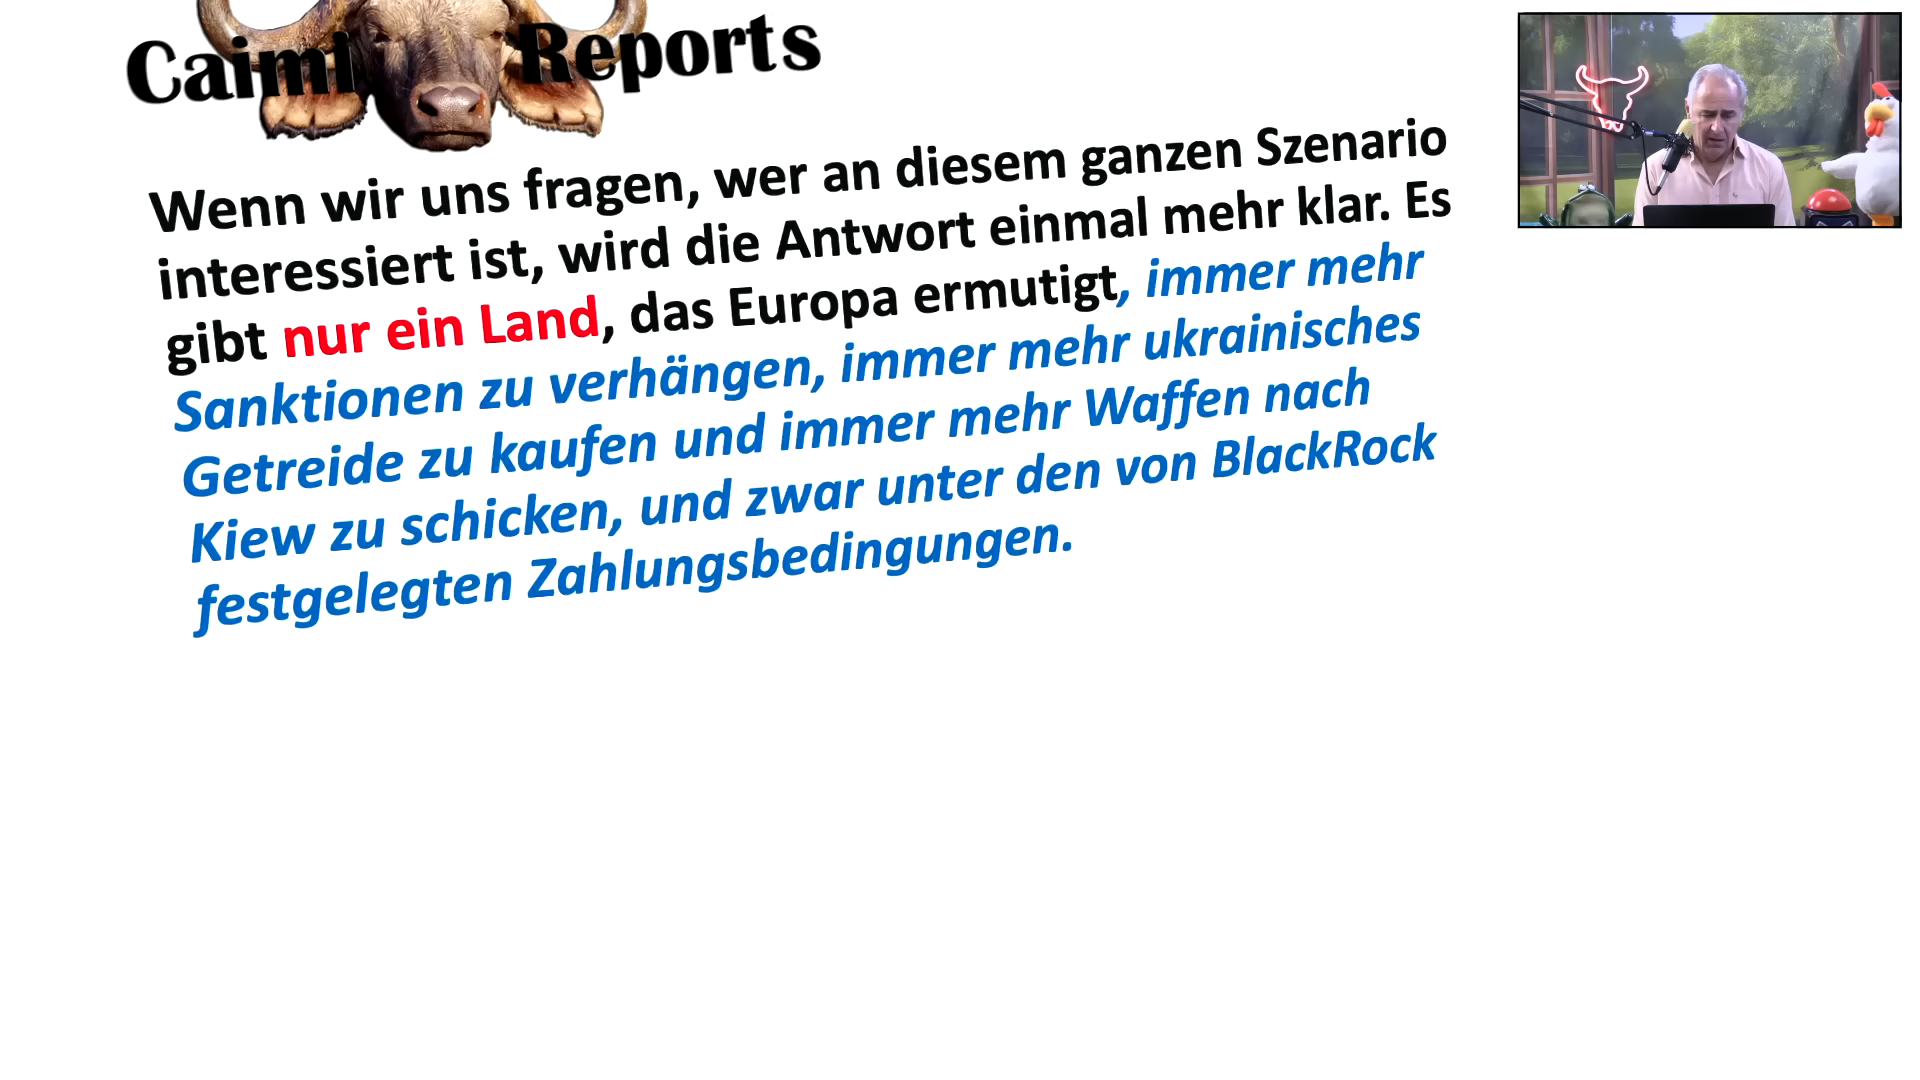 Caimi Reports
Wenn wir uns fragen, wer an diesem ganzen Szenario
interessiert ist, wird die Antwort einmal mehr klar. Es
gibt nur ein Land, das Europa ermutigt, immer mehr
Sanktionen zu verhängen, immer mehr ukrainisches
Getreide zu kaufen und immer mehr Waffen nach
Kiew zu schicken, und zwar unter den von BlackRock
festgelegten Zahlungsbedingungen.